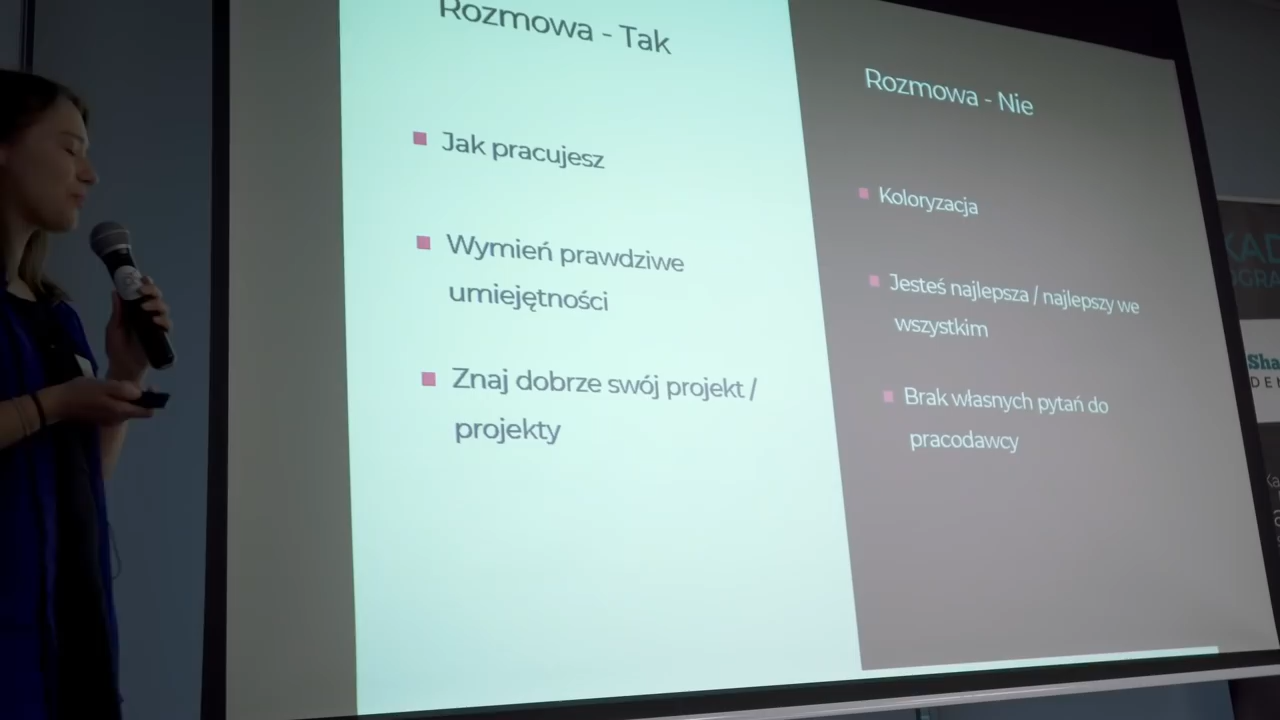 Rozmowa - Tak
Jak pracujesz
Wymień prawdziwe
umiejętności
Znaj dobrze swój projekt /
projekty
Rozmowa - Nie
Koloryzacja
Jesteś najlepsza / najlepszy we
wszystkim
Brak własnych pytań do
pracodawcy